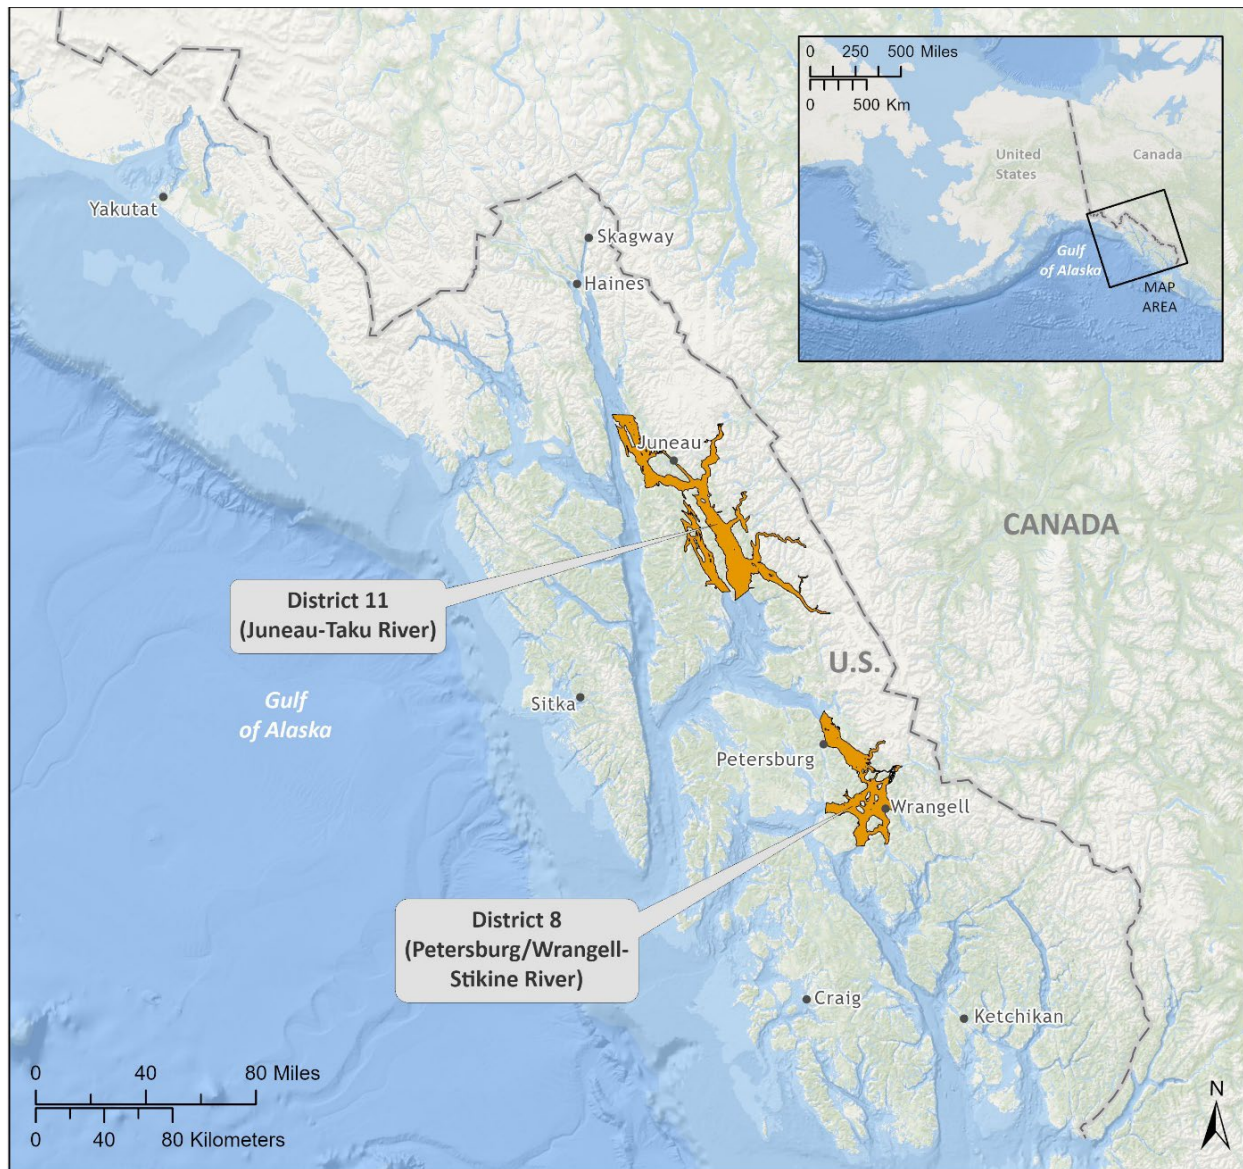 0 250 500 Miles
0 500 Km
United
States
Canada
Gulf
of Alaska
MAP
AREA
Yakutat
Skagway
Haines
Juneau
CANADA
District 11
(Juneau-Taku River)
U.S.
Gulf
of Alaska
Sitka
Petersburg
Wrangell
District 8
(Petersburg/Wrangell-
Stikine River)
Craig
Ketchikan
0 40 80 Miles
0 40 80 Kilometers
N